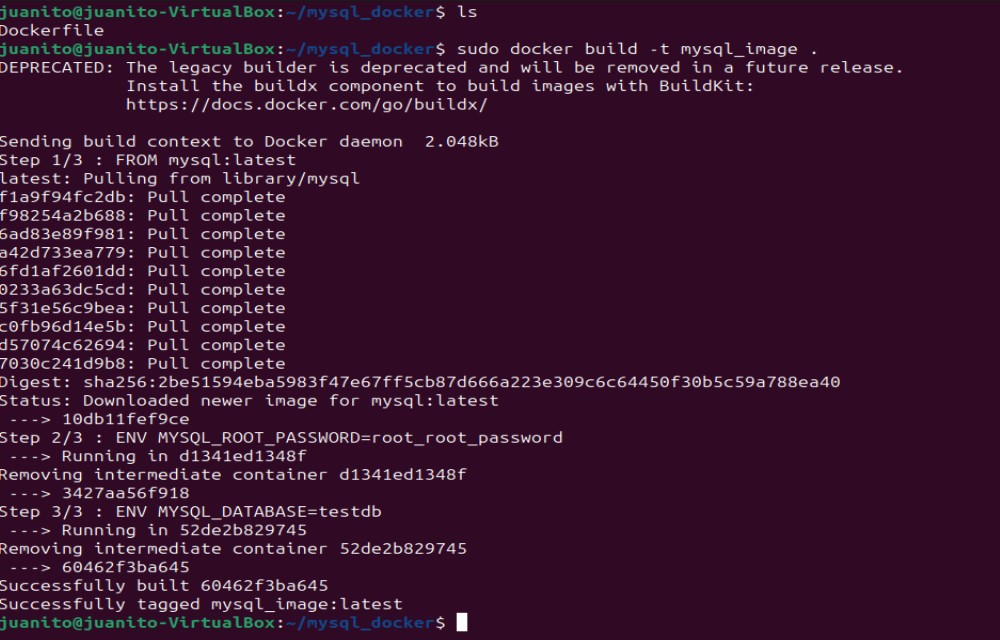 juanito@juanito-VirtualBox:~/mysql_docker$ ls
Dockerfile
juanito@juanito-VirtualBox:~/mysql_docker$ sudo docker build -t mysql_image .
DEPRECATED: The legacy builder is deprecated and will be removed in a future release.
            Install the buildx component to build images with BuildKit:
            https://docs.docker.com/go/buildx/

Sending build context to Docker daemon  2.048kB
Step 1/3 : FROM mysql:latest
latest: Pulling from library/mysql
f1a9f94fc2db: Pull complete
f98254a2b688: Pull complete
6ad83e89f981: Pull complete
a42d733ea779: Pull complete
6fd1af2601dd: Pull complete
0233a63dc5cd: Pull complete
5f31e56c9bea: Pull complete
c0fb96d14e5b: Pull complete
d57074c62694: Pull complete
7030c241d9b8: Pull complete
Digest: sha256:2be51594eba5983f47e67ff5cb87d666a223e309c6c64450f30b5c59a788ea40
Status: Downloaded newer image for mysql:latest
 ---> 10db11fef9ce
Step 2/3 : ENV MYSQL_ROOT_PASSWORD=root_root_password
 ---> Running in d1341ed1348f
Removing intermediate container d1341ed1348f
 ---> 3427aa56f918
Step 3/3 : ENV MYSQL_DATABASE=testdb
 ---> Running in 52de2b829745
Removing intermediate container 52de2b829745
 ---> 60462f3ba645
Successfully built 60462f3ba645
Successfully tagged mysql_image:latest
juanito@juanito-VirtualBox:~/mysql_docker$